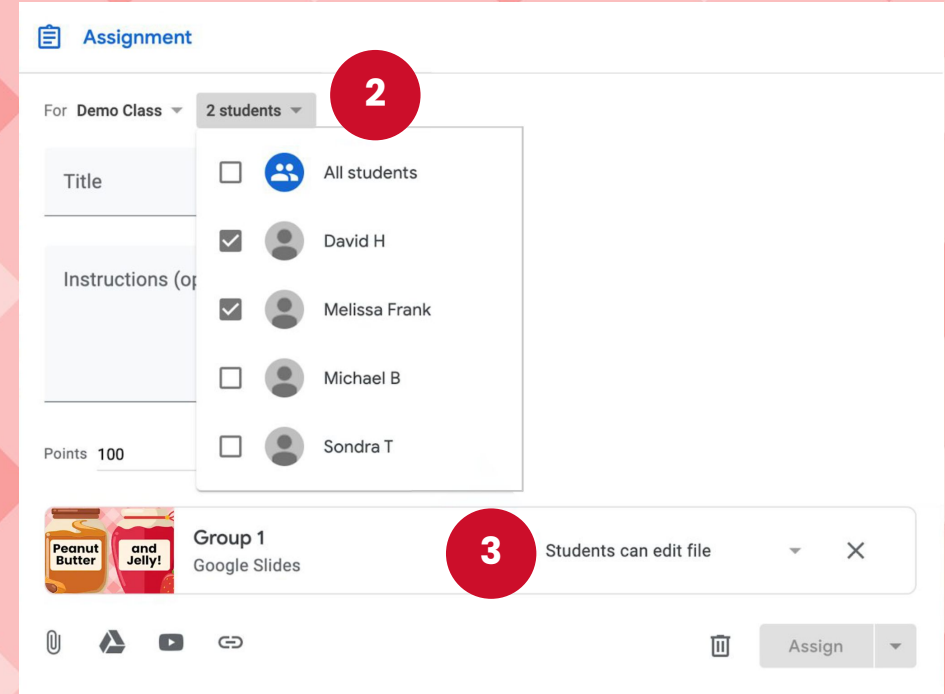 Assignment
For Demo Class 2 students
2
Title
All students
David H
Instructions (op
Melissa Frank
Michael B
Points 100
Sondra T
Peanut Butter
and Jelly!
Group 1
Google Slides
3
Students can edit file
Assign